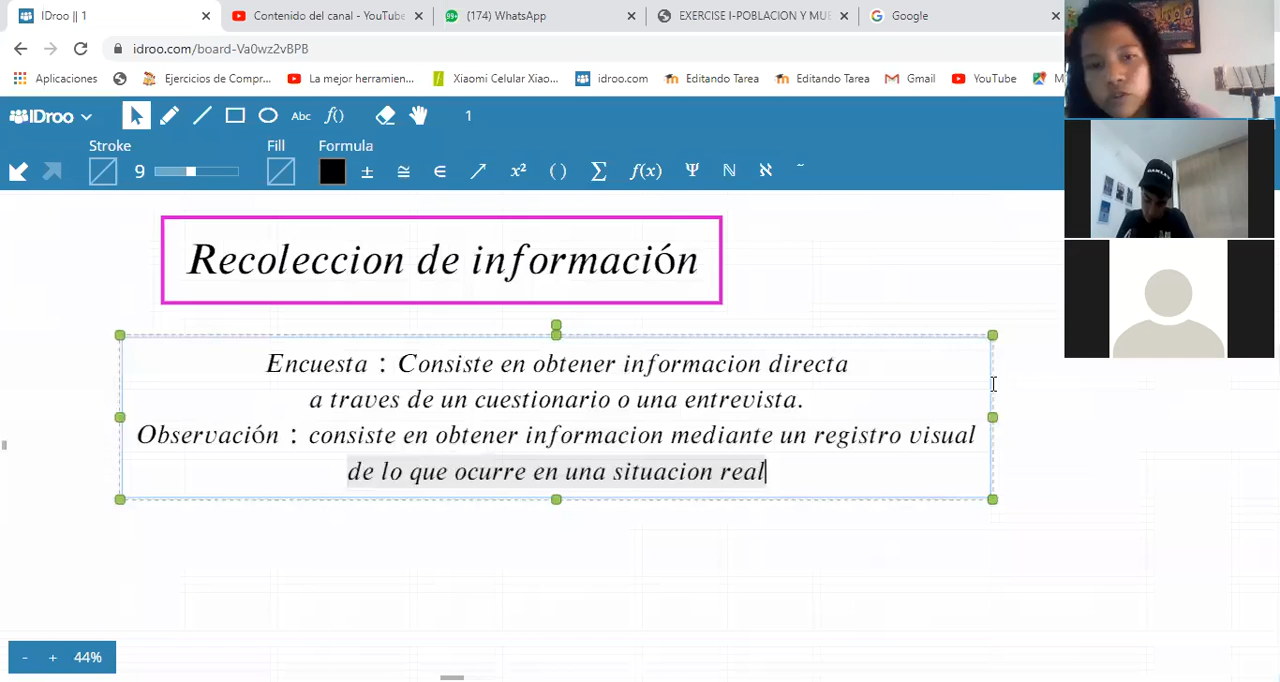 IDroo || 1
Contenido del canal - YouTube
(174) WhatsApp
EXERCISE I-POBLACION Y MUE
Google
idroo.com/board-Va0wz2vBPB
Aplicaciones
Ejercicios de Compr...
La mejor herramien...
Xiaomi Celular Xiao...
idroo.com
Editando Tarea
Editando Tarea
Gmail
YouTube
IDroo
Abc
f()
1
Stroke
Fill
Formula
9
± ≅ ∈ x² ( ) ∑ f(x) Ψ ℕ ℵ ˜
Recoleccion de información
Encuesta : Consiste en obtener informacion directa
a traves de un cuestionario o una entrevista.
Observación : consiste en obtener informacion mediante un registro visual
de lo que ocurre en una situacion real
- + 44%